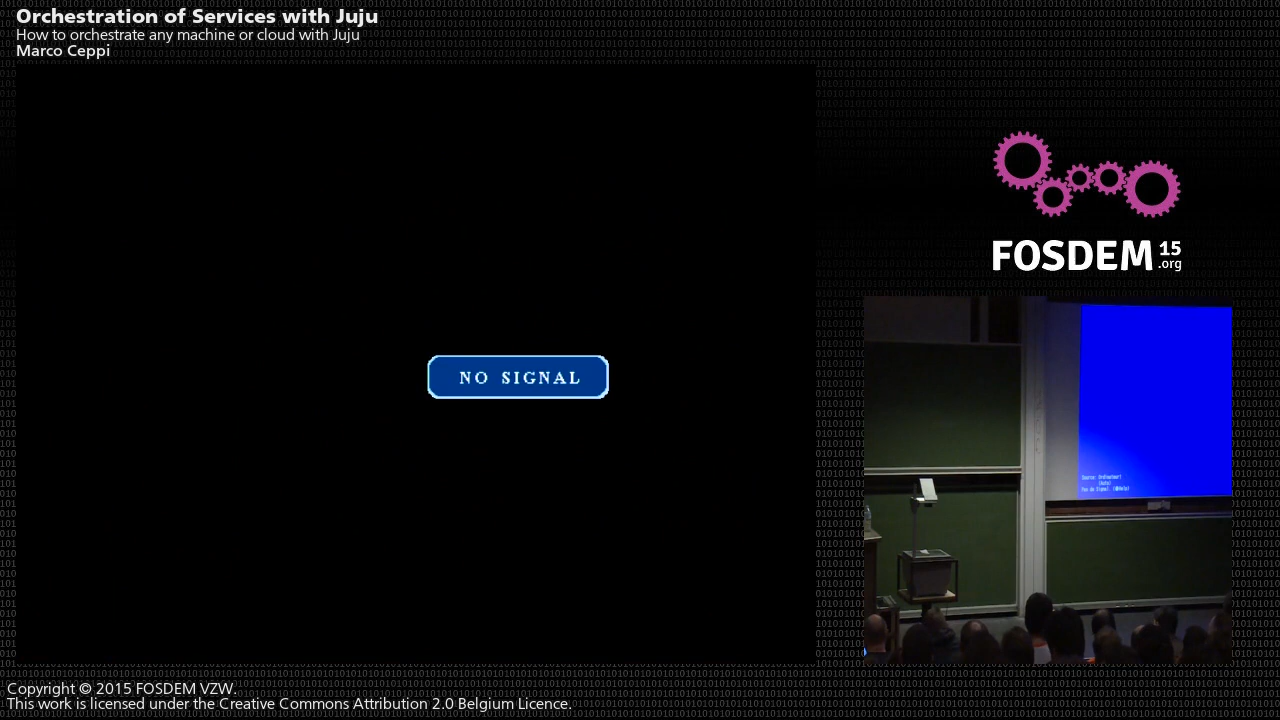 Orchestration of Services with Juju
How to orchestrate any machine or cloud with Juju
Marco Ceppi
NO SIGNAL
FOSDEM 15
.org
Copyright © 2015 FOSDEM VZW.
This work is licensed under the Creative Commons Attribution 2.0 Belgium Licence.